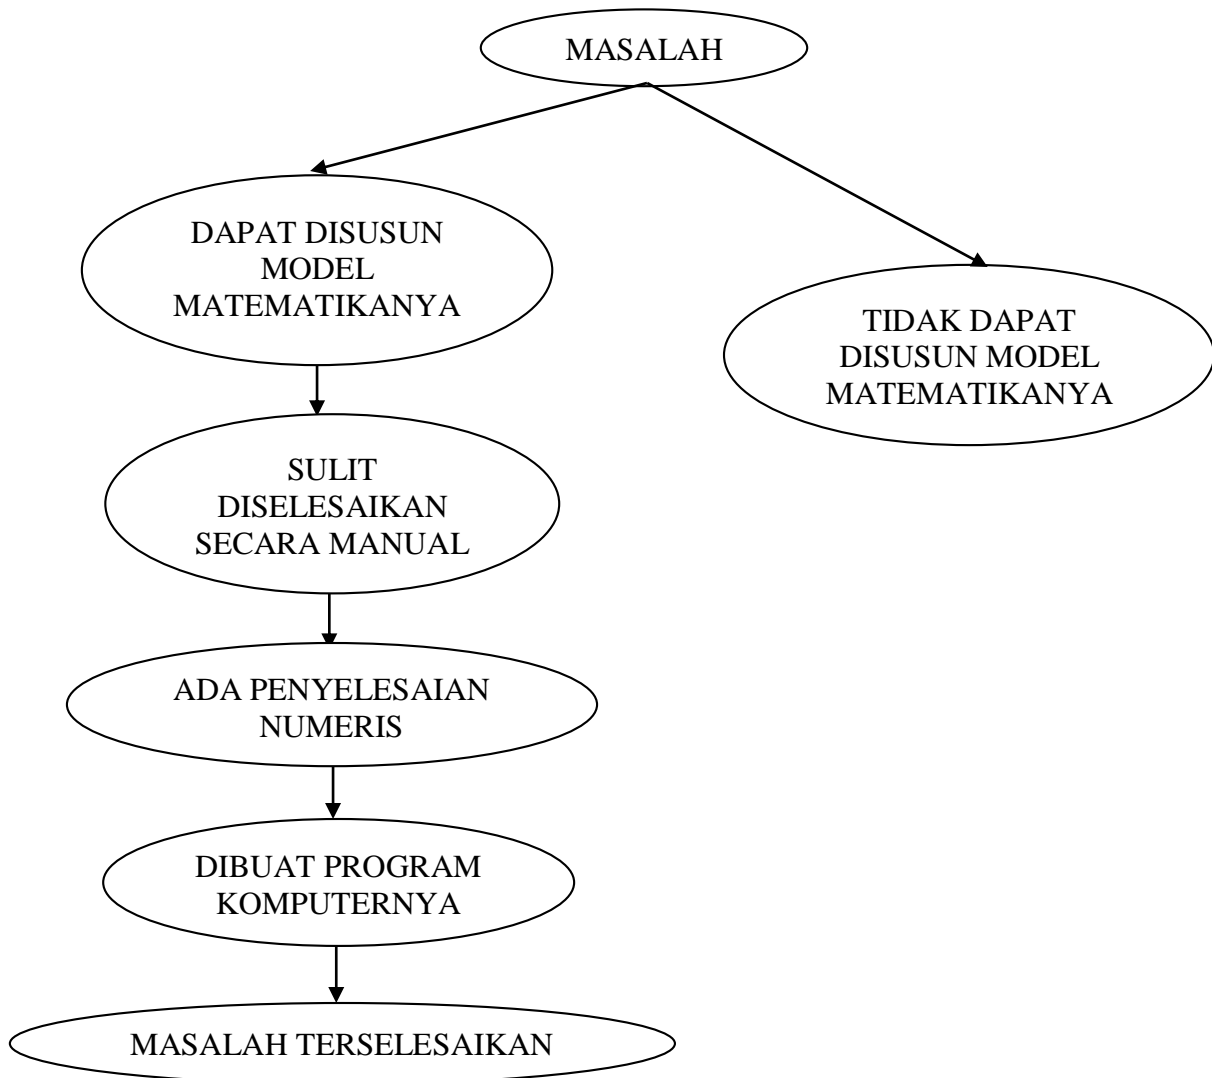 MASALAH
DAPAT DISUSUN
MODEL
MATEMATIKANYA
TIDAK DAPAT
DISUSUN MODEL
MATEMATIKANYA
SULIT
DISELESAIKAN
SECARA MANUAL
ADA PENYELESAIAN
NUMERIS
DIBUAT PROGRAM
KOMPUTERNYA
MASALAH TERSELESAIKAN